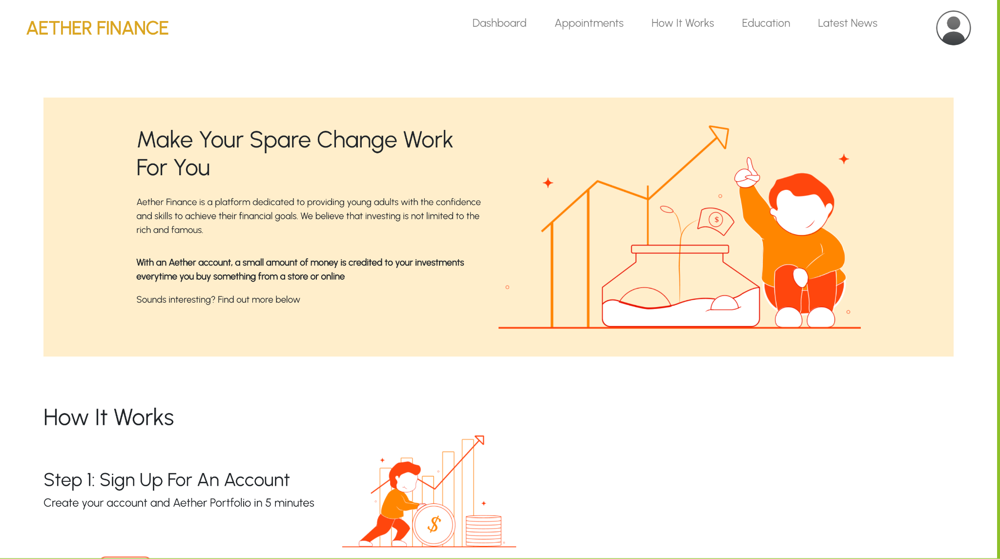 AETHER FINANCE
Dashboard
Appointments
How It Works
Education
Latest News
Make Your Spare Change Work
For You
Aether Finance is a platform dedicated to providing young adults with the confidence
and skills to achieve their financial goals. We believe that investing is not limited to the
rich and famous.
With an Aether account, a small amount of money is credited to your investments
everytime you buy something from a store or online
Sounds interesting? Find out more below
$
How It Works
Step 1: Sign Up For An Account
Create your account and Aether Portfolio in 5 minutes
$